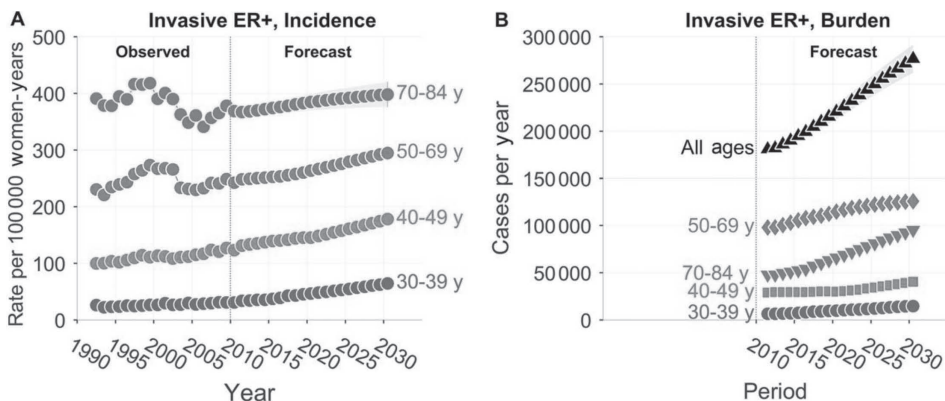 A
Invasive ER+, Incidence
Rate per 100 000 women-years
500
400
300
200
100
0
Observed
Forecast
70-84 y
50-69 y
40-49 y
30-39 y
1990
1995
2000
2005
2010
2015
2020
2025
2030
Year
B
Invasive ER+, Burden
Cases per year
300 000
250 000
200 000
150 000
100 000
50 000
0
Forecast
All ages
50-69 y
70-84 y
40-49 y
30-39 y
2010
2015
2020
2025
2030
Period